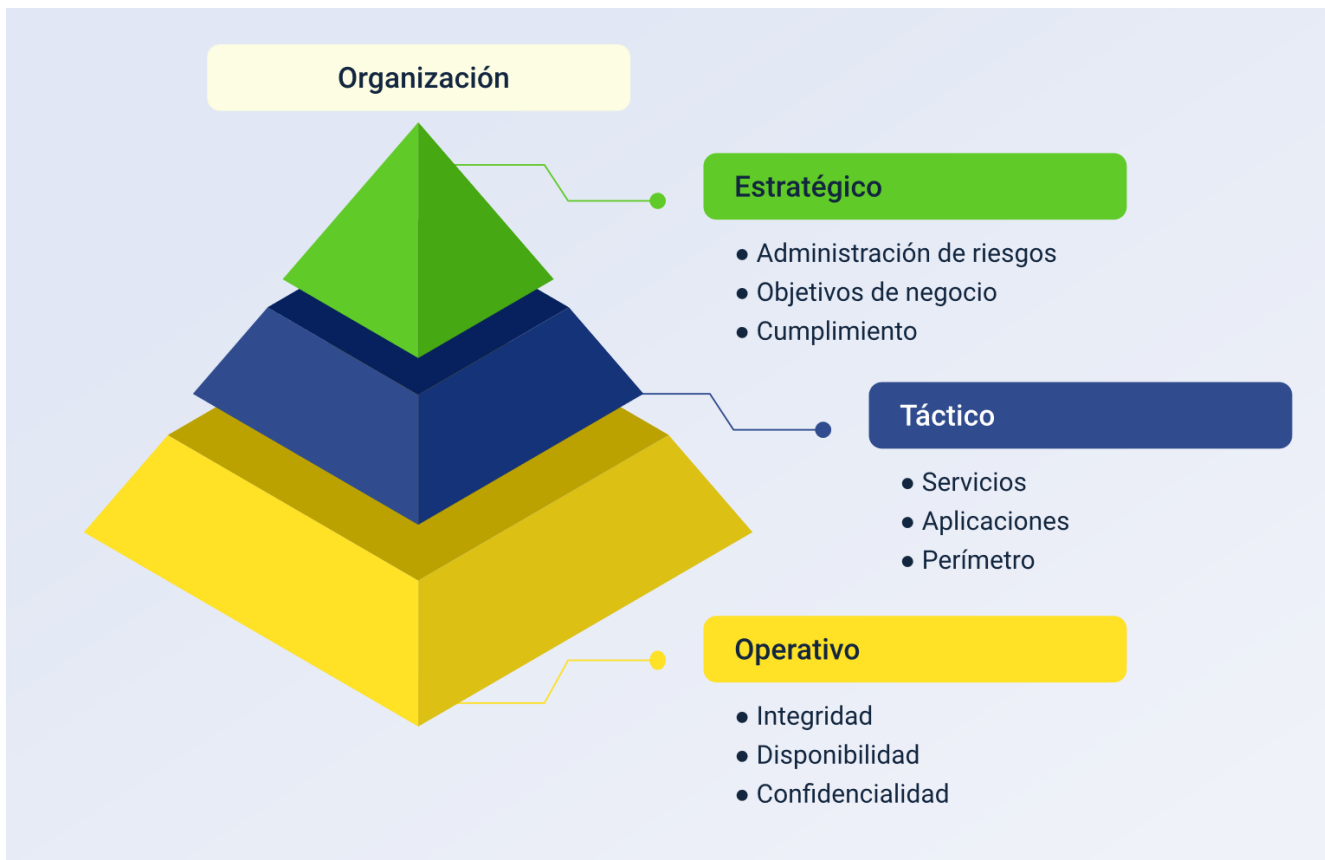 Organización
Estratégico
● Administración de riesgos
● Objetivos de negocio
● Cumplimiento
Táctico
● Servicios
● Aplicaciones
● Perímetro
Operativo
● Integridad
● Disponibilidad
● Confidencialidad